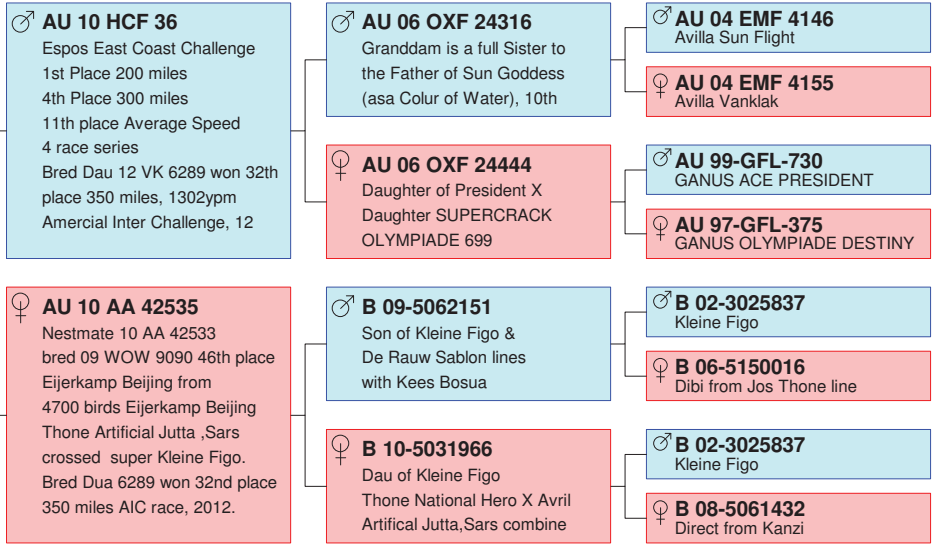 AU 10 HCF 36
Espos East Coast Challenge
1st Place 200 miles
4th Place 300 miles
11th place Average Speed
4 race series
Bred Dau 12 VK 6289 won 32th
place 350 miles, 1302ypm
Amercial Inter Challenge, 12
AU 10 AA 42535
Nestmate 10 AA 42533
bred 09 WOW 9090 46th place
Eijerkamp Beijing from
4700 birds Eijerkamp Beijing
Thone Artificial Jutta ,Sars
crossed super Kleine Figo.
Bred Dua 6289 won 32nd place
350 miles AIC race, 2012.
AU 06 OXF 24316
Granddam is a full Sister to
the Father of Sun Goddess
(asa Colur of Water), 10th
AU 06 OXF 24444
Daughter of President X
Daughter SUPERCRACK
OLYMPIADE 699
B 09-5062151
Son of Kleine Figo &
De Rauw Sablon lines
with Kees Bosua
B 10-5031966
Dau of Kleine Figo
Thone National Hero X Avril
Artifical Jutta,Sars combine
AU 04 EMF 4146
Avilla Sun Flight
AU 04 EMF 4155
Avilla Vanklak
AU 99-GFL-730
GANUS ACE PRESIDENT
AU 97-GFL-375
GANUS OLYMPIADE DESTINY
B 02-3025837
Kleine Figo
B 06-5150016
Dibi from Jos Thone line
B 02-3025837
Kleine Figo
B 08-5061432
Direct from Kanzi